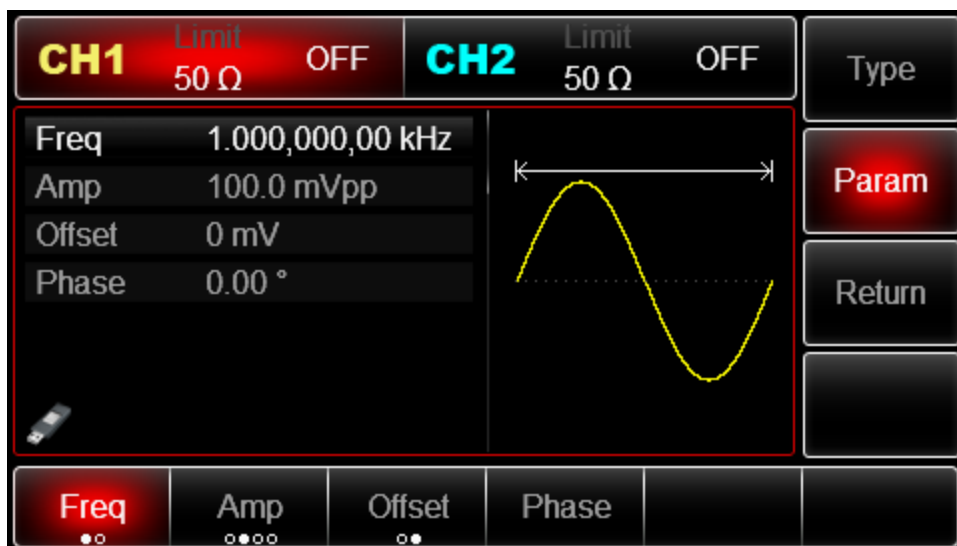 CH1 Limit 50 Ω OFF
CH2 Limit 50 Ω OFF
Type
Freq 1.000,000,00 kHz
Amp 100.0 mVpp
Offset 0 mV
Phase 0.00 °
Param
Return
Freq Amp Offset Phase